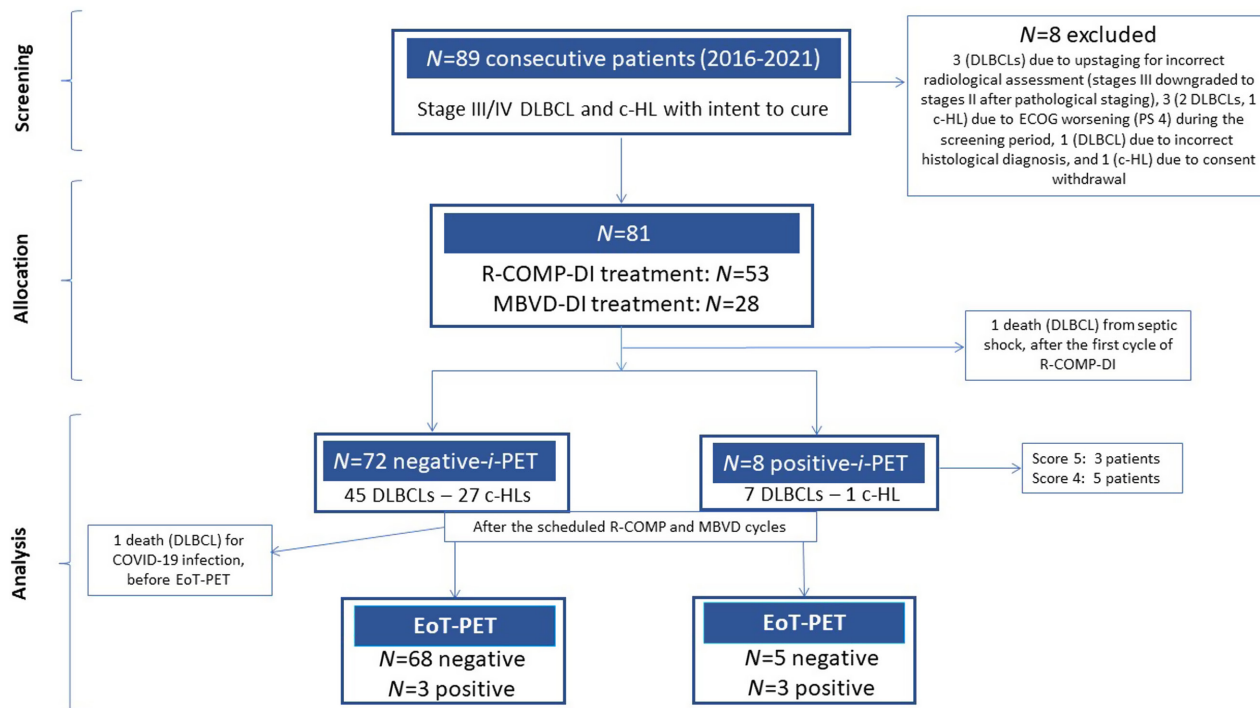 Screening
N=89 consecutive patients (2016-2021)
Stage III/IV DLBCL and c-HL with intent to cure
N=8 excluded
3 (DLBCLs) due to upstaging for incorrect
radiological assessment (stages III downgraded to
stages II after pathological staging), 3 (2 DLBCLs, 1
c-HL) due to ECOG worsening (PS 4) during the
screening period, 1 (DLBCL) due to incorrect
histological diagnosis, and 1 (c-HL) due to consent
withdrawal
Allocation
N=81
R-COMP-DI treatment: N=53
MBVD-DI treatment: N=28
1 death (DLBCL) from septic
shock, after the first cycle of
R-COMP-DI
Analysis
N=72 negative-i-PET
45 DLBCLs – 27 c-HLs
N=8 positive-i-PET
7 DLBCLs – 1 c-HL
Score 5: 3 patients
Score 4: 5 patients
After the scheduled R-COMP and MBVD cycles
1 death (DLBCL) for
COVID-19 infection,
before EoT-PET
EoT-PET
N=68 negative
N=3 positive
EoT-PET
N=5 negative
N=3 positive